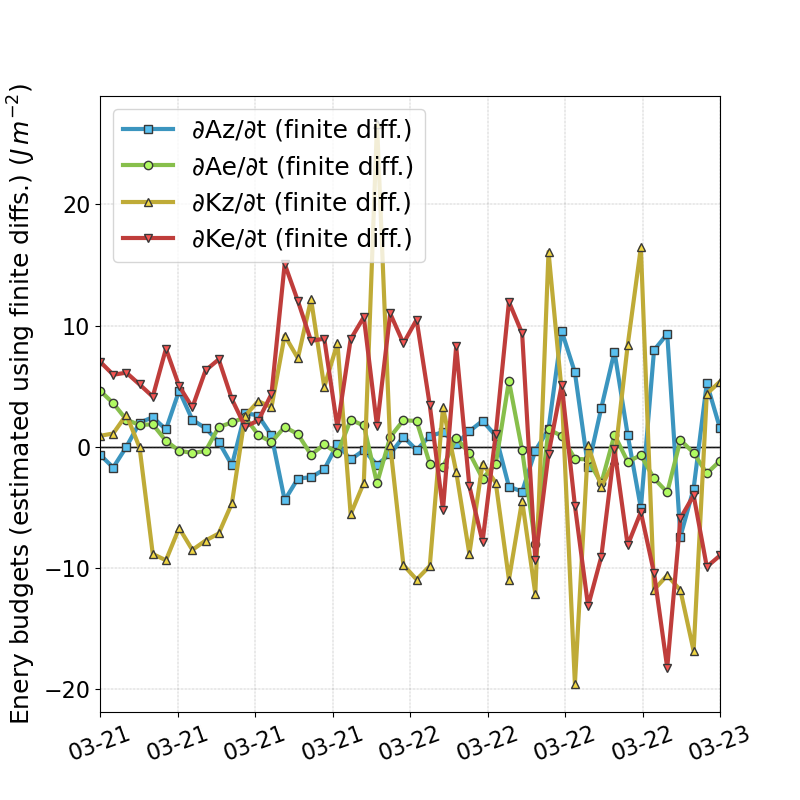 Enery budgets (estimated using finite diffs.) (J m⁻²)
∂Az/∂t (finite diff.)
∂Ae/∂t (finite diff.)
∂Kz/∂t (finite diff.)
∂Ke/∂t (finite diff.)
20
10
0
−10
−20
03-21 03-21 03-21 03-21 03-22 03-22 03-22 03-22 03-23